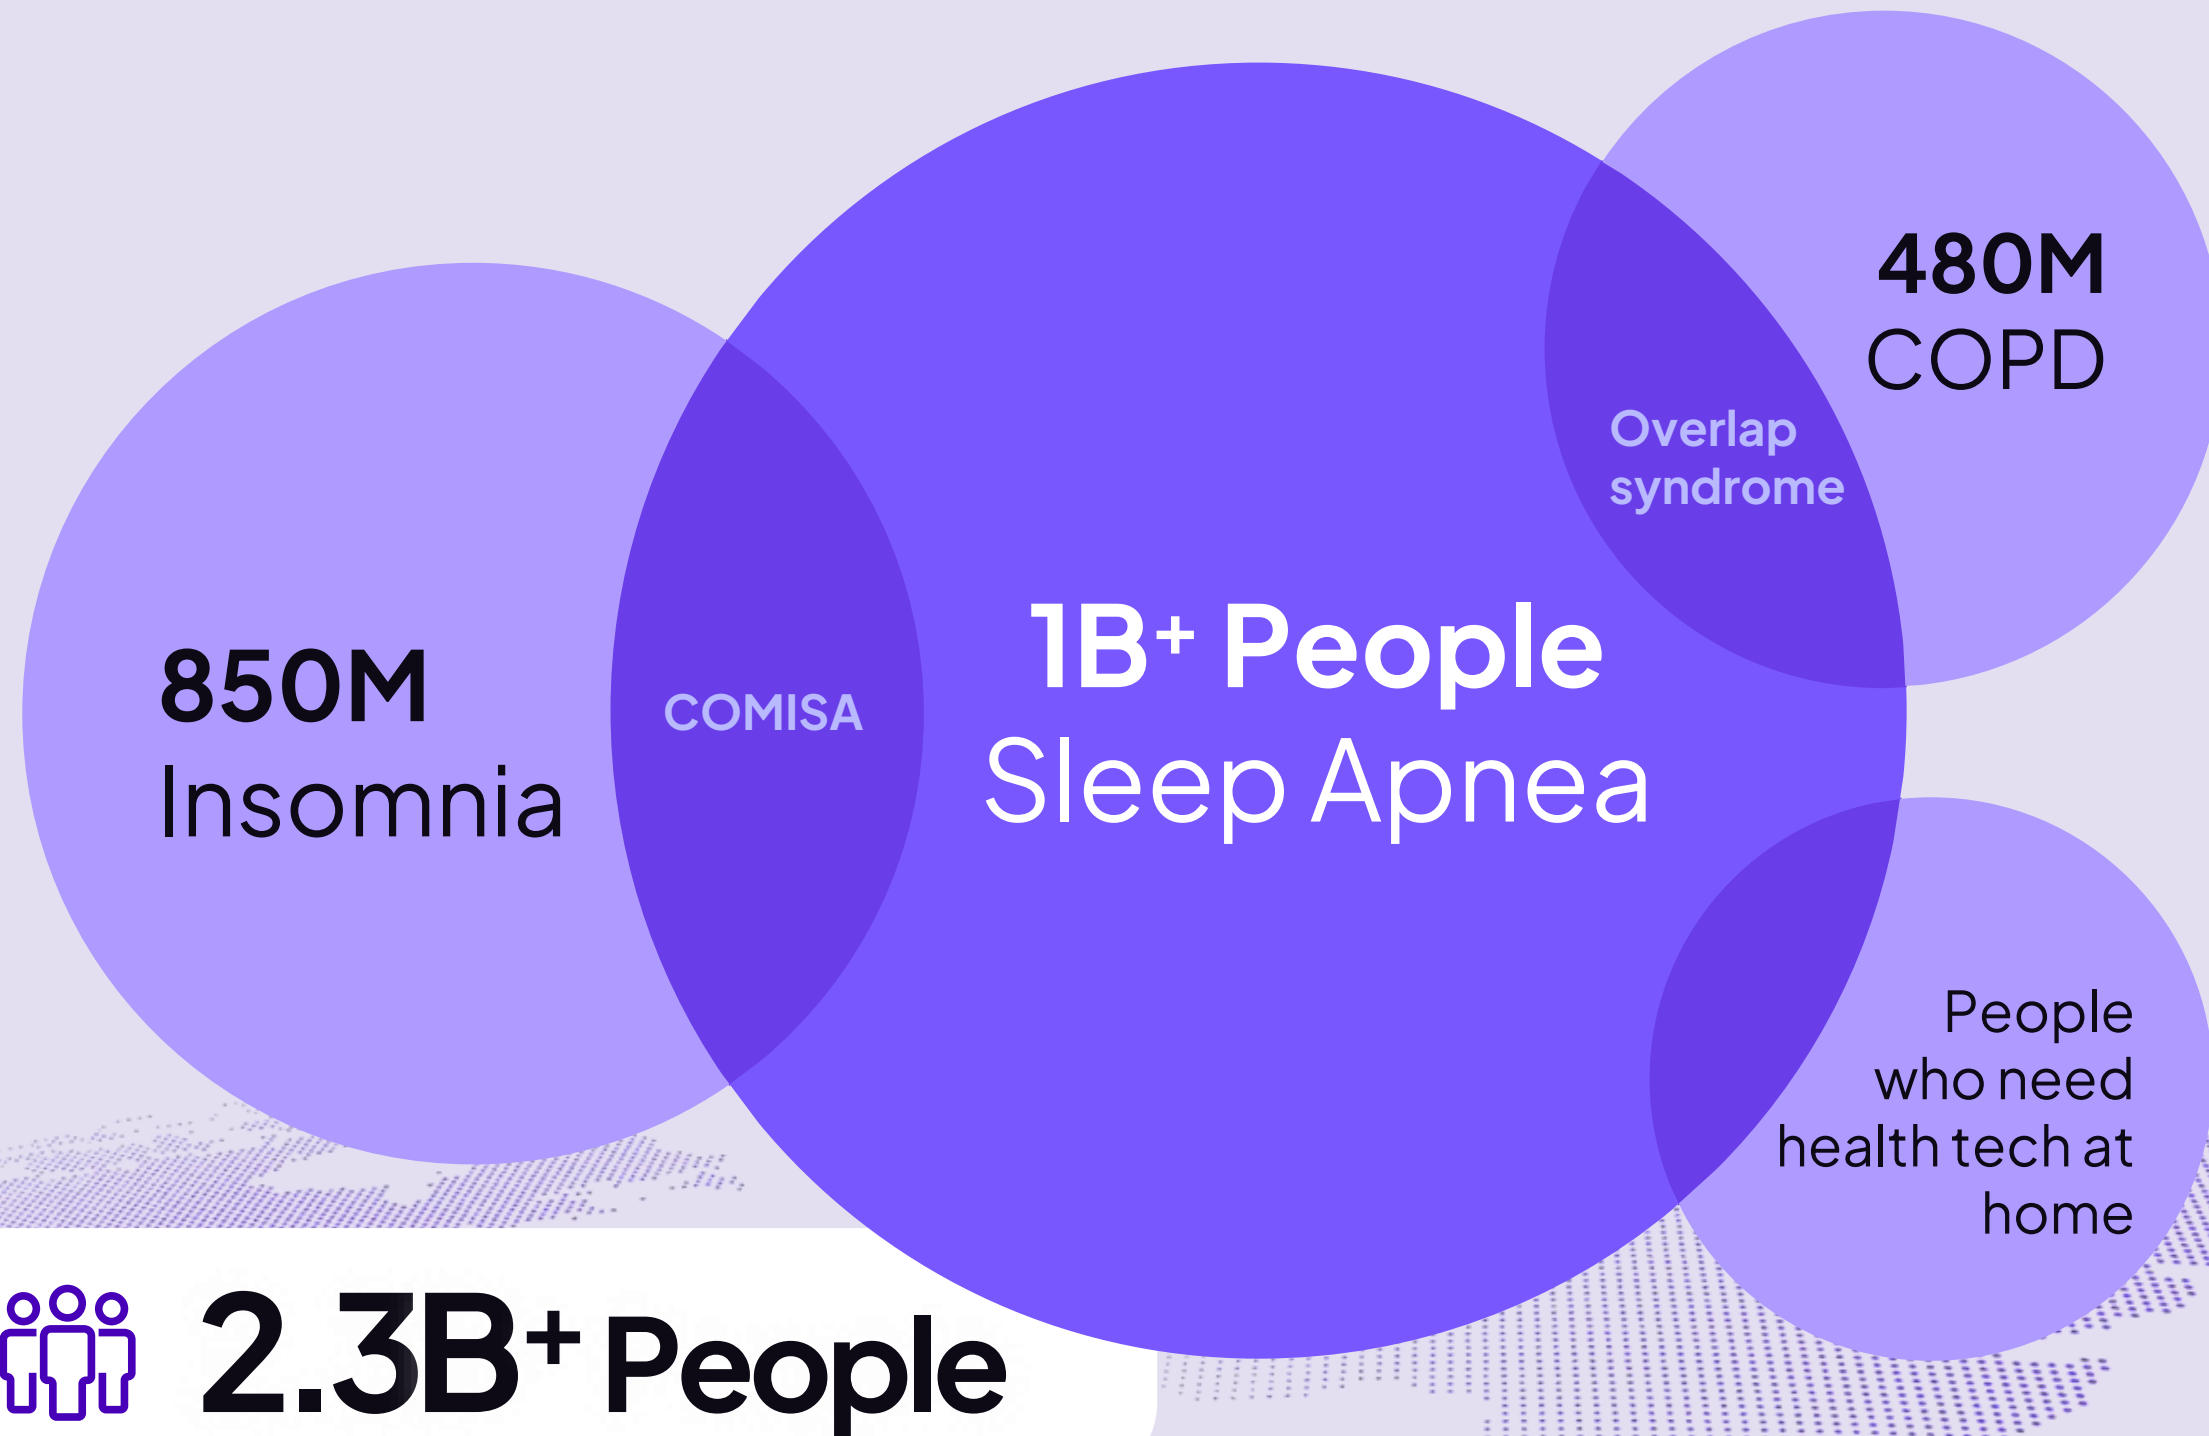 480M
COPD
Overlap
syndrome
850M
Insomnia
COMISA
1B+ People
Sleep Apnea
People
who need
health tech at
home
2.3B+ People